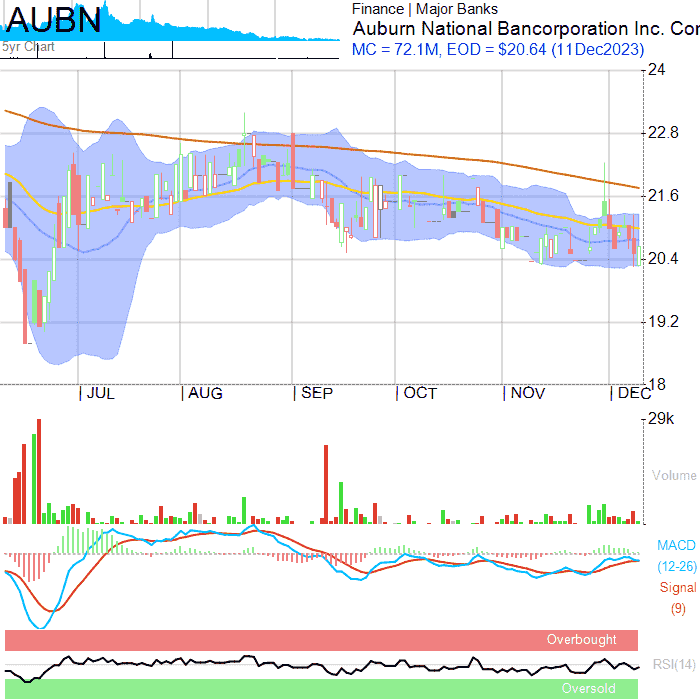 AUBN
5yr Chart
Finance | Major Banks
Auburn National Bancorporation Inc. Cor
MC = 72.1M, EOD = $20.64 (11Dec2023)
24
22.8
21.6
20.4
19.2
18
| JUL
| AUG
| SEP
| OCT
| NOV
| DEC
29k
Volume
MACD
(12-26)
Signal
(9)
Overbought
RSI(14)
Oversold